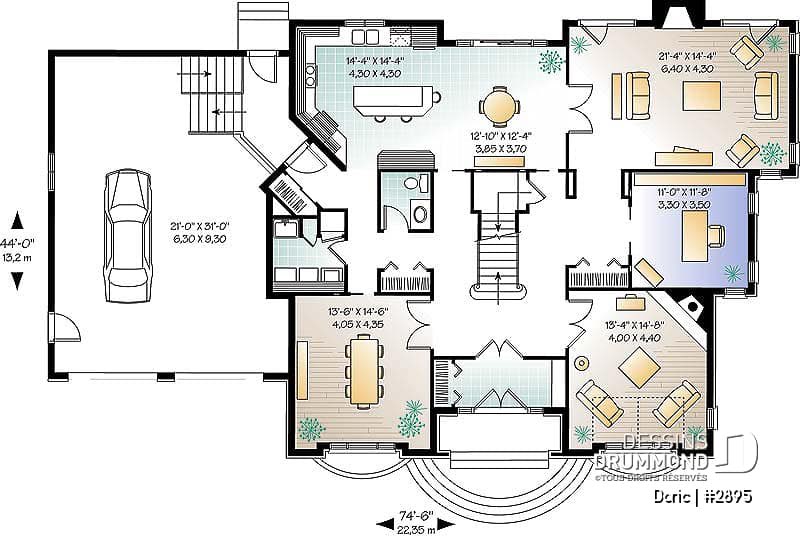 14'-4" X 14'-4"
4,30 X 4,30
21'-4" X 14'-4"
6,40 X 4,30
12'-10" X 12'-4"
3,85 X 3,70
11'-0" X 11'-8"
3,30 X 3,50
21'-0" X 31'-0"
6,30 X 9,30
44'-0"
13,2 m
13'-6" X 14'-6"
4,05 X 4,35
13'-4" X 14'-8"
4,00 X 4,40
DESSINS
DRUMMOND
©TOUS DROITS RÉSERVÉS
Doric | #2895
74'-6"
22,35 m